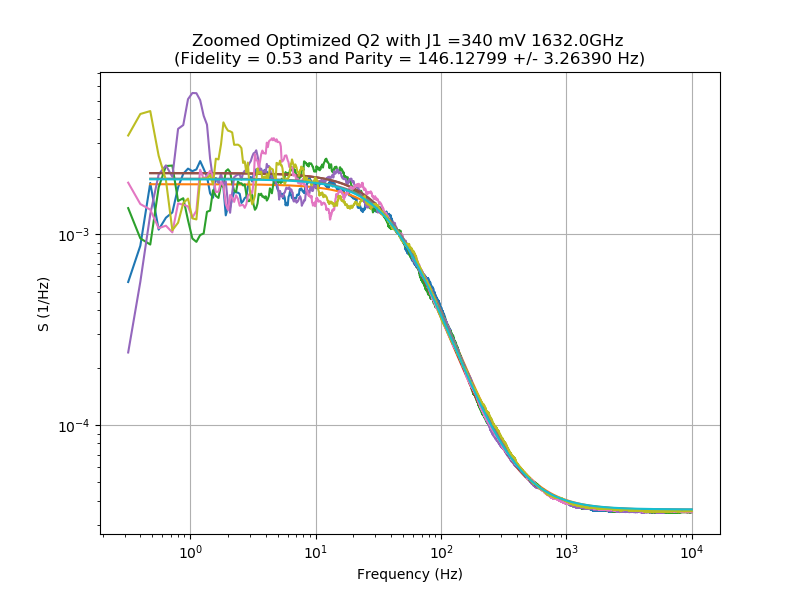 Zoomed Optimized Q2 with J1 =340 mV 1632.0GHz
(Fidelity = 0.53 and Parity = 146.12799 +/- 3.26390 Hz)
S (1/Hz)
10⁻³
10⁻⁴
10⁰ 10¹ 10² 10³ 10⁴
Frequency (Hz)